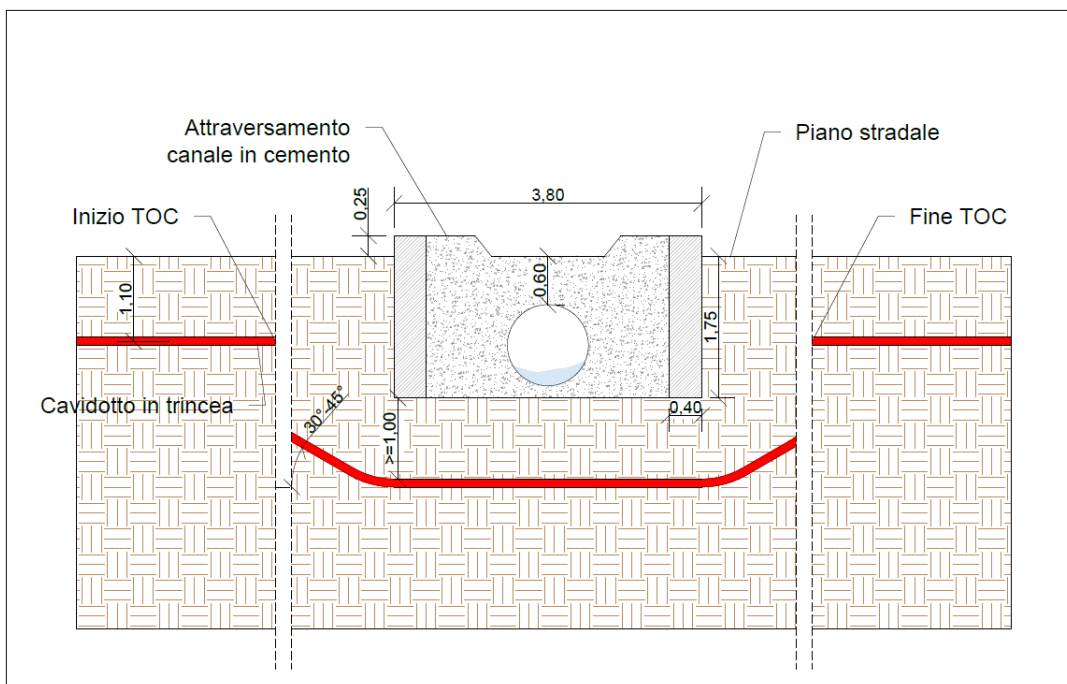 Attraversamento
canale in cemento
Piano stradale
0,25
3,80
Inizio TOC
Fine TOC
0,60
1,10
1,75
Cavidotto in trincea
30°-45°
>=1,00
0,40